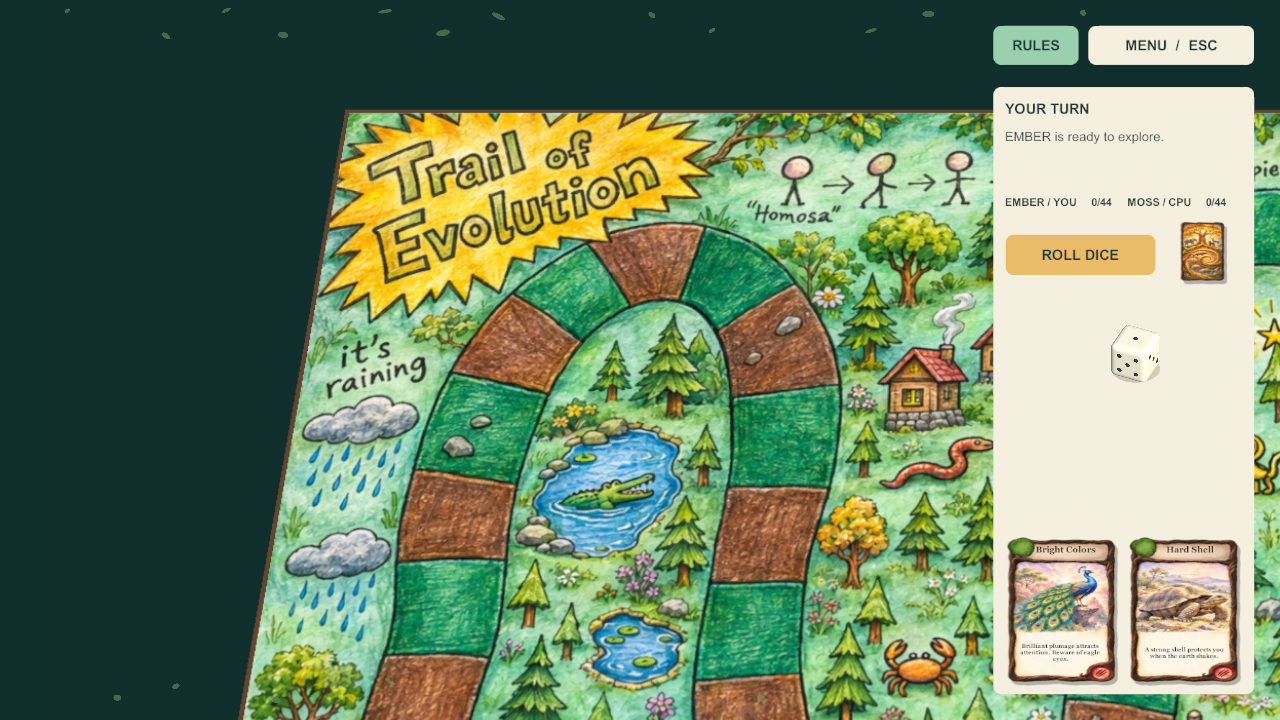 RULES
MENU / ESC
YOUR TURN
EMBER is ready to explore.
EMBER / YOU 0/44 MOSS / CPU 0/44
ROLL DICE
Trail of
Evolution
"Homosa"
it's
raining
Bright Colors
Brilliant plumage attracts
attention. Beware of eagle
eyes.
Hard Shell
A strong shell protects you
when the earth shakes.